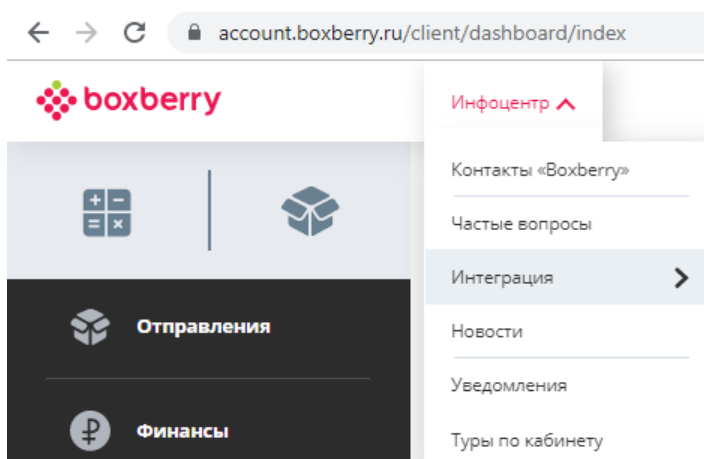 account.boxberry.ru/client/dashboard/index
boxberry
Инфоцентр
Контакты «Boxberry»
Частые вопросы
Интеграция
Отправления
Новости
Уведомления
Финансы
Туры по кабинету